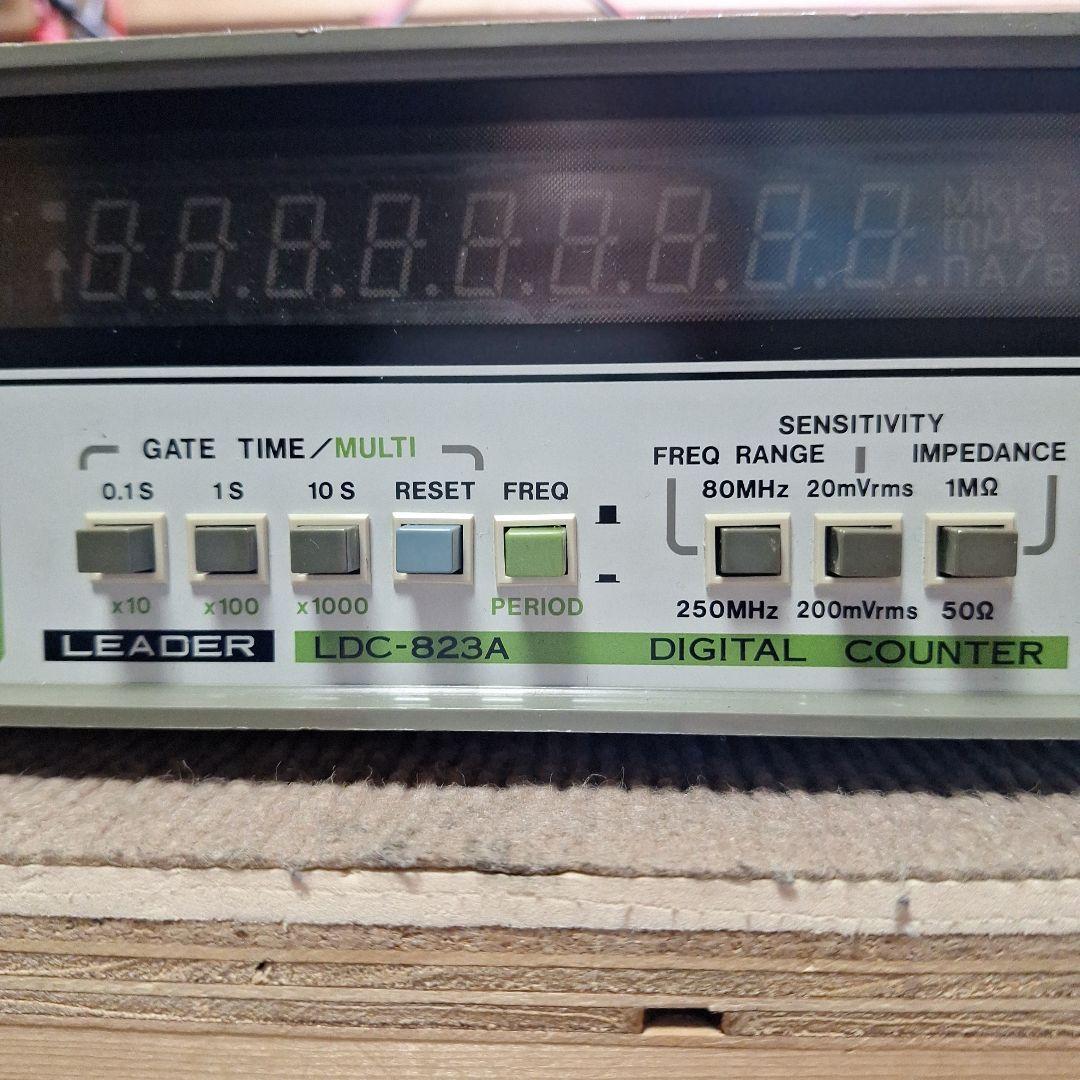 MKHz
mµs
nA/B
SENSITIVITY
GATE TIME/MULTI
FREQ RANGE IMPEDANCE
0.1S 1S 10S RESET FREQ 80MHz 20mVrms 1MΩ
x10 x100 x1000 PERIOD 250MHz 200mVrms 50Ω
LEADER LDC-823A DIGITAL COUNTER